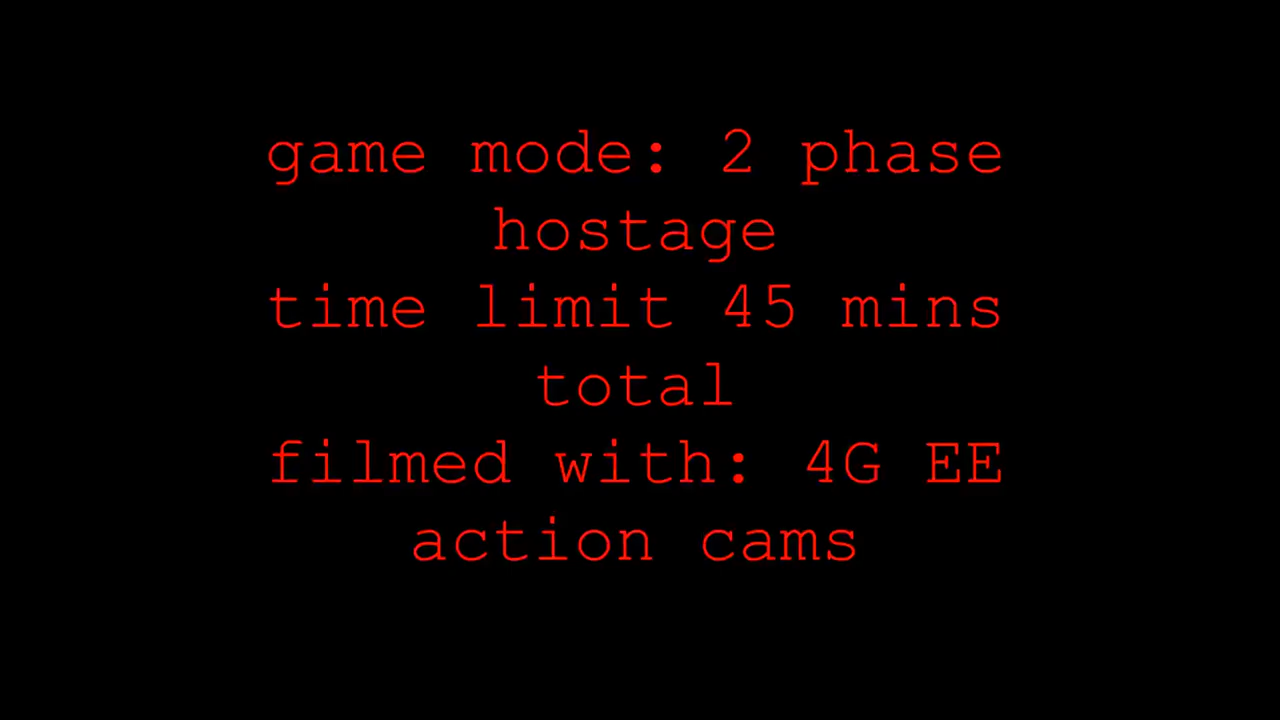 game mode: 2 phase
hostage
time limit 45 mins
total
filmed with: 4G EE
action cams